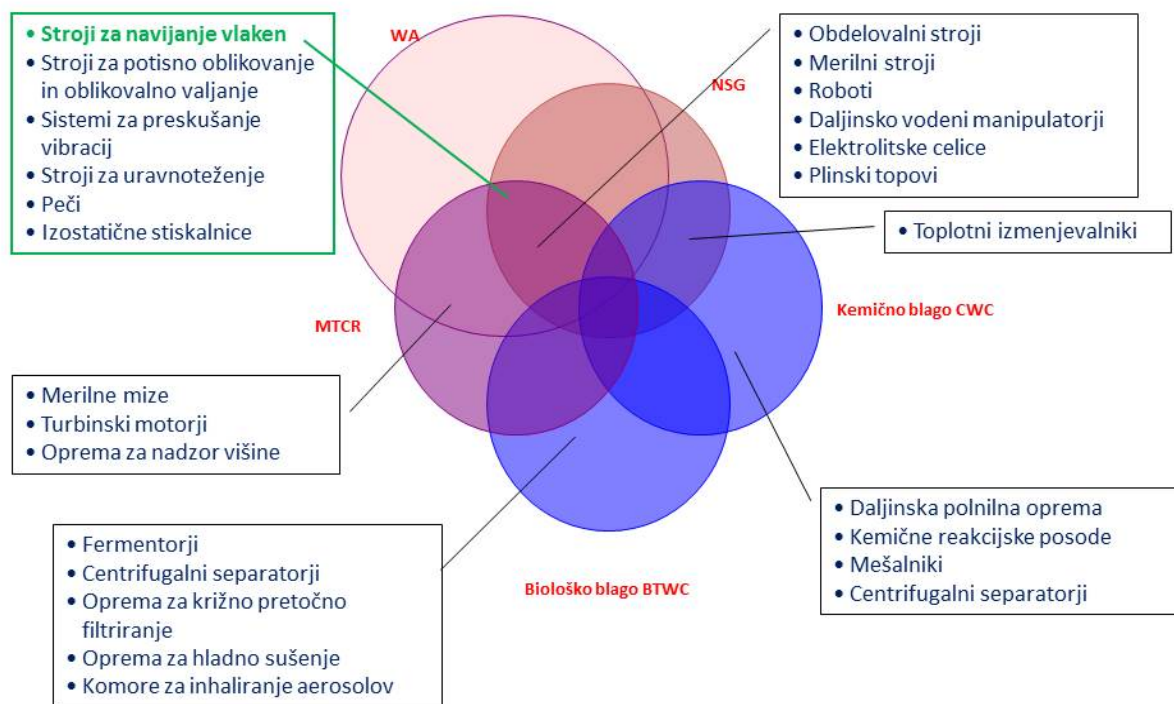 • Stroji za navijanje vlaken
• Stroji za potisno oblikovanje
in oblikovalno valjanje
• Sistemi za preskušanje
vibracij
• Stroji za uravnoteženje
• Peči
• Izostatične stiskalnice
WA
NSG
• Obdelovalni stroji
• Merilni stroji
• Roboti
• Daljinsko vodeni manipulatorji
• Elektrolitske celice
• Plinski topovi
• Toplotni izmenjevalniki
MTCR
Kemično blago CWC
• Merilne mize
• Turbinski motorji
• Oprema za nadzor višine
• Daljinska polnilna oprema
• Kemične reakcijske posode
• Mešalniki
• Centrifugalni separatorji
• Fermentorji
• Centrifugalni separatorji
• Oprema za križno pretočno
filtriranje
• Oprema za hladno sušenje
• Komore za inhaliranje aerosolov
Biološko blago BTWC